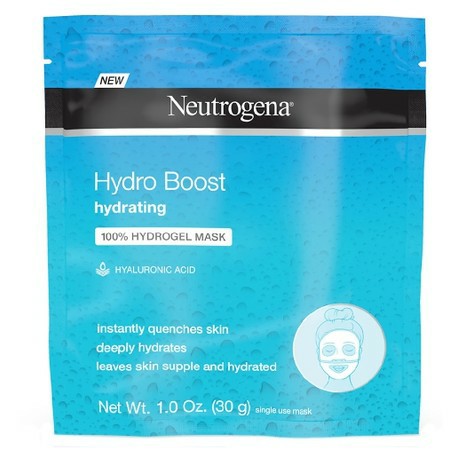 NEW
Neutrogena®
Hydro Boost
hydrating
100% HYDROGEL MASK
HYALURONIC ACID
instantly quenches skin
deeply hydrates
leaves skin supple and hydrated
Net Wt. 1.0 Oz. (30 g) single use mask